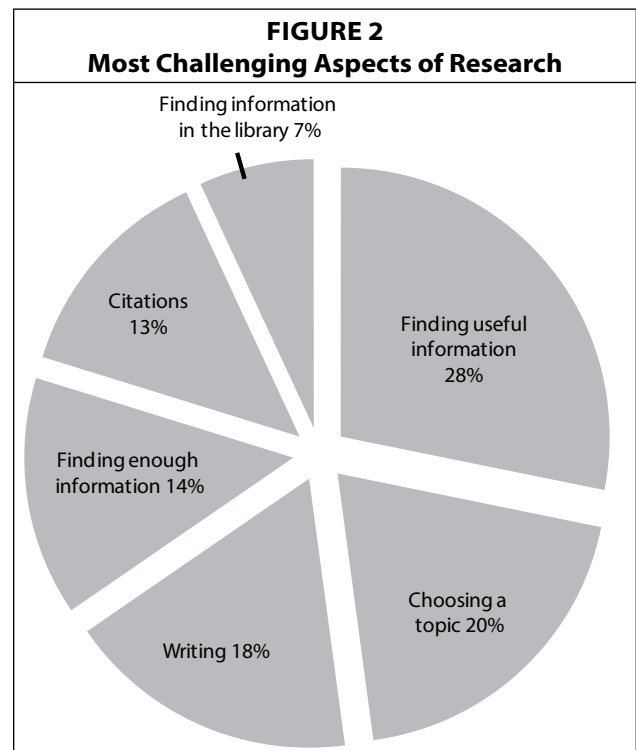 FIGURE 2
Most Challenging Aspects of Research
Finding information
in the library 7%
Finding useful
information
28%
Choosing a
topic 20%
Writing 18%
Finding enough
information 14%
Citations
13%